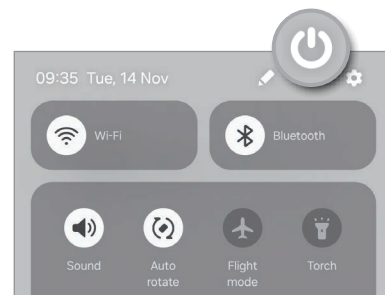 09:35 Tue, 14 Nov
Wi-Fi
Bluetooth
Sound
Auto
rotate
Flight
mode
Torch